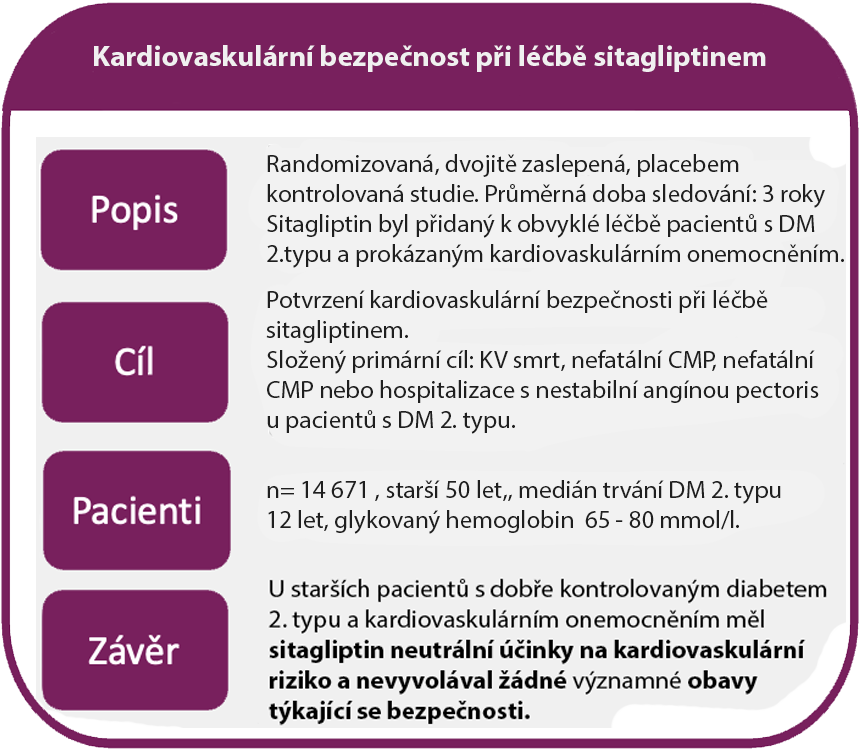 Kardiovaskulární bezpečnost při léčbě sitagliptinem
Popis
Randomizovaná, dvojitě zaslepená, placebem
kontrolovaná studie. Průměrná doba sledování: 3 roky
Sitagliptin byl přidaný k obvyklé léčbě pacientů s DM
2.typu a prokázaným kardiovaskulárním onemocněním.
Cíl
Potvrzení kardiovaskulární bezpečnosti při léčbě
sitagliptinem.
Složený primární cíl: KV smrt, nefatální CMP, nefatální
CMP nebo hospitalizace s nestabilní angínou pectoris
u pacientů s DM 2. typu.
Pacienti
n= 14 671 , starší 50 let,, medián trvání DM 2. typu
12 let, glykovaný hemoglobin 65 - 80 mmol/l.
Závěr
U starších pacientů s dobře kontrolovaným diabetem
2. typu a kardiovaskulárním onemocněním měl
sitagliptin neutrální účinky na kardiovaskulární
riziko a nevyvolával žádné významné obavy
týkající se bezpečnosti.